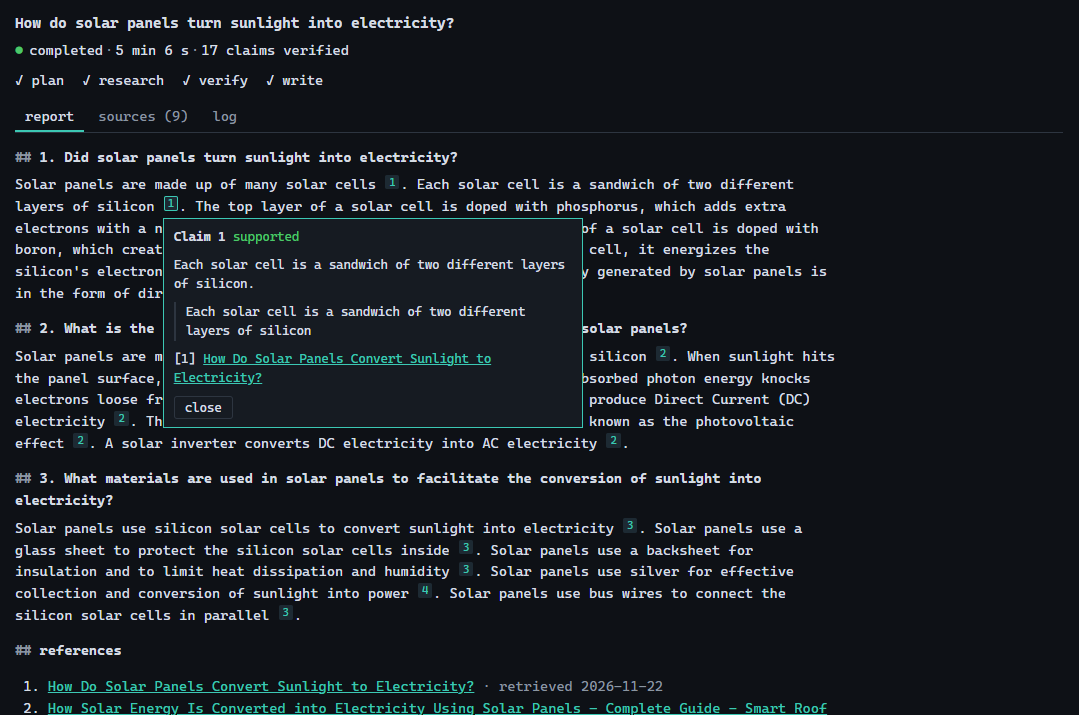 How do solar panels turn sunlight into electricity?
● completed · 5 min 6 s · 17 claims verified
✓ plan ✓ research ✓ verify ✓ write
report sources (9) log
## 1. Did solar panels turn sunlight into electricity?
Solar panels are made up of many solar cells 1. Each solar cell is a sandwich of two different
layers of silicon 1. The top layer of a solar cell is doped with phosphorus, which adds extra
electrons with a n of a solar cell is doped with
boron, which creat cell, it energizes the
silicon's electron y generated by solar panels is
in the form of dir
Claim 1 supported
Each solar cell is a sandwich of two different layers
of silicon.
Each solar cell is a sandwich of two different
layers of silicon
[1] How Do Solar Panels Convert Sunlight to
Electricity?
close
## 2. What is the solar panels?
Solar panels are m silicon 2. When sunlight hits
the panel surface, bsorbed photon energy knocks
electrons loose fr produce Direct Current (DC)
electricity 2. Th known as the photovoltaic
effect 2. A solar inverter converts DC electricity into AC electricity 2.
## 3. What materials are used in solar panels to facilitate the conversion of sunlight into
electricity?
Solar panels use silicon solar cells to convert sunlight into electricity 3. Solar panels use a
glass sheet to protect the silicon solar cells inside 3. Solar panels use a backsheet for
insulation and to limit heat dissipation and humidity 3. Solar panels use silver for effective
collection and conversion of sunlight into power 4. Solar panels use bus wires to connect the
silicon solar cells in parallel 3.
## references
1. How Do Solar Panels Convert Sunlight to Electricity? · retrieved 2026-11-22
2. How Solar Energy Is Converted into Electricity Using Solar Panels – Complete Guide – Smart Roof